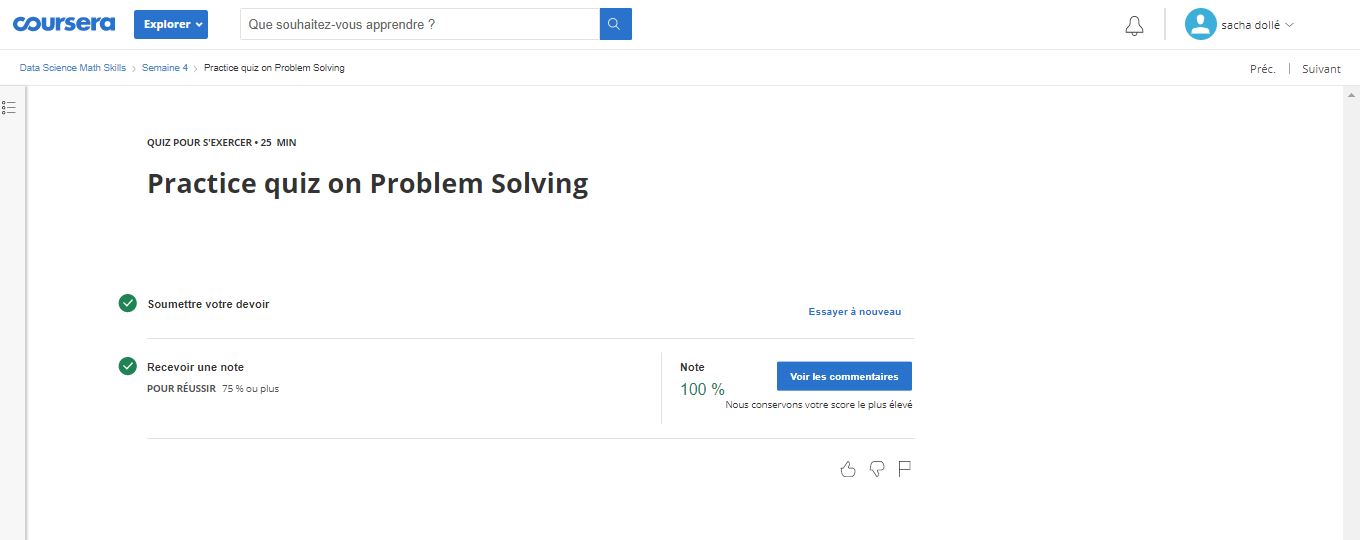 coursera
Explorer
Que souhaitez-vous apprendre ?
sacha dollé
Data Science Math Skills > Semaine 4 > Practice quiz on Problem Solving
Préc. | Suivant
QUIZ POUR S'EXERCER • 25 MIN
Practice quiz on Problem Solving
Soumettre votre devoir
Essayer à nouveau
Recevoir une note
POUR RÉUSSIR 75 % ou plus
Note
100 %
Voir les commentaires
Nous conservons votre score le plus élevé